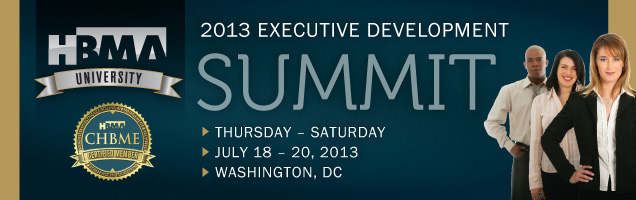 HBMA
UNIVERSITY
HBMA
CHBME
CERTIFIED MEMBER
2013 EXECUTIVE DEVELOPMENT
SUMMIT
THURSDAY – SATURDAY
JULY 18 – 20, 2013
WASHINGTON, DC